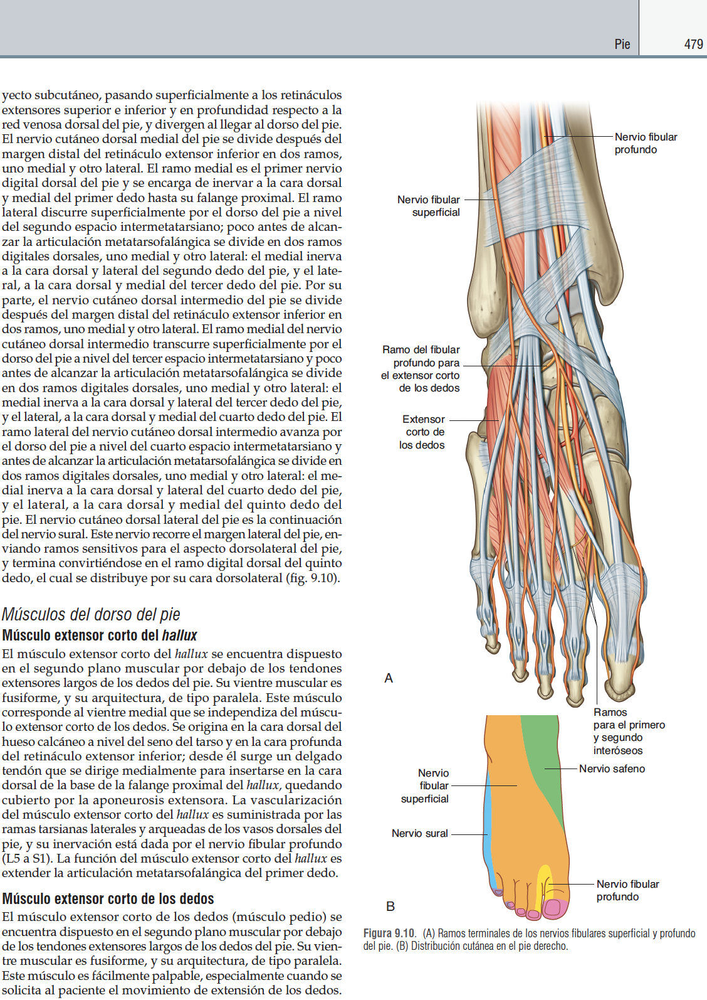 Pie
479
yecto subcutáneo, pasando superficialmente a los retináculos
extensores superior e inferior y en profundidad respecto a la
red venosa dorsal del pie, y divergen al llegar al dorso del pie.
El nervio cutáneo dorsal medial del pie se divide después del
margen distal del retináculo extensor inferior en dos ramos,
uno medial y otro lateral. El ramo medial es el primer nervio
digital dorsal del pie y se encarga de inervar a la cara dorsal
y medial del primer dedo hasta su falange proximal. El ramo
lateral discurre superficialmente por el dorso del pie a nivel
del segundo espacio intermetatarsiano; poco antes de alcan-
zar la articulación metatarsofalángica se divide en dos ramos
digitales dorsales, uno medial y otro lateral: el medial inerva
a la cara dorsal y lateral del segundo dedo del pie, y el late-
ral, a la cara dorsal y medial del tercer dedo del pie. Por su
parte, el nervio cutáneo dorsal intermedio del pie se divide
después del margen distal del retináculo extensor inferior en
dos ramos, uno medial y otro lateral. El ramo medial del nervio
cutáneo dorsal intermedio transcurre superficialmente por el
dorso del pie a nivel del tercer espacio intermetatarsiano y poco
antes de alcanzar la articulación metatarsofalángica se divide
en dos ramos digitales dorsales, uno medial y otro lateral: el
medial inerva a la cara dorsal y lateral del tercer dedo del pie,
y el lateral, a la cara dorsal y medial del cuarto dedo del pie. El
ramo lateral del nervio cutáneo dorsal intermedio avanza por
el dorso del pie a nivel del cuarto espacio intermetatarsiano y
antes de alcanzar la articulación metatarsofalángica se divide en
dos ramos digitales dorsales, uno medial y otro lateral: el me-
dial inerva a la cara dorsal y lateral del cuarto dedo del pie,
y el lateral, a la cara dorsal y medial del quinto dedo del
pie. El nervio cutáneo dorsal lateral del pie es la continuación
del nervio sural. Este nervio recorre el margen lateral del pie, en-
viando ramos sensitivos para el aspecto dorsolateral del pie,
y termina convirtiéndose en el ramo digital dorsal del quinto
dedo, el cual se distribuye por su cara dorsolateral (fig. 9.10).
Músculos del dorso del pie
Músculo extensor corto del hallux
El músculo extensor corto del hallux se encuentra dispuesto
en el segundo plano muscular por debajo de los tendones
extensores largos de los dedos del pie. Su vientre muscular es
fusiforme, y su arquitectura, de tipo paralela. Este músculo
corresponde al vientre medial que se independiza del múscu-
lo extensor corto de los dedos. Se origina en la cara dorsal del
hueso calcáneo a nivel del seno del tarso y en la cara profunda
del retináculo extensor inferior; desde él surge un delgado
tendón que se dirige medialmente para insertarse en la cara
dorsal de la base de la falange proximal del hallux, quedando
cubierto por la aponeurosis extensora. La vascularización
del músculo extensor corto del hallux es suministrada por las
ramas tarsianas laterales y arqueadas de los vasos dorsales del
pie, y su inervación está dada por el nervio fibular profundo
(L5 a S1). La función del músculo extensor corto del hallux es
extender la articulación metatarsofalángica del primer dedo.
Músculo extensor corto de los dedos
El músculo extensor corto de los dedos (músculo pedio) se
encuentra dispuesto en el segundo plano muscular por debajo
de los tendones extensores largos de los dedos del pie. Su vien-
tre muscular es fusiforme, y su arquitectura, de tipo paralela.
Este músculo es fácilmente palpable, especialmente cuando se
solicita al paciente el movimiento de extensión de los dedos.
Nervio fibular
profundo
Nervio fibular
superficial
Ramo del fibular
profundo para
el extensor corto
de los dedos
Extensor
corto de
los dedos
A
Ramos
para el primero
y segundo
interóseos
Nervio safeno
Nervio
fibular
superficial
Nervio sural
Nervio fibular
profundo
B
Figura 9.10. (A) Ramos terminales de los nervios fibulares superficial y profundo
del pie. (B) Distribución cutánea en el pie derecho.